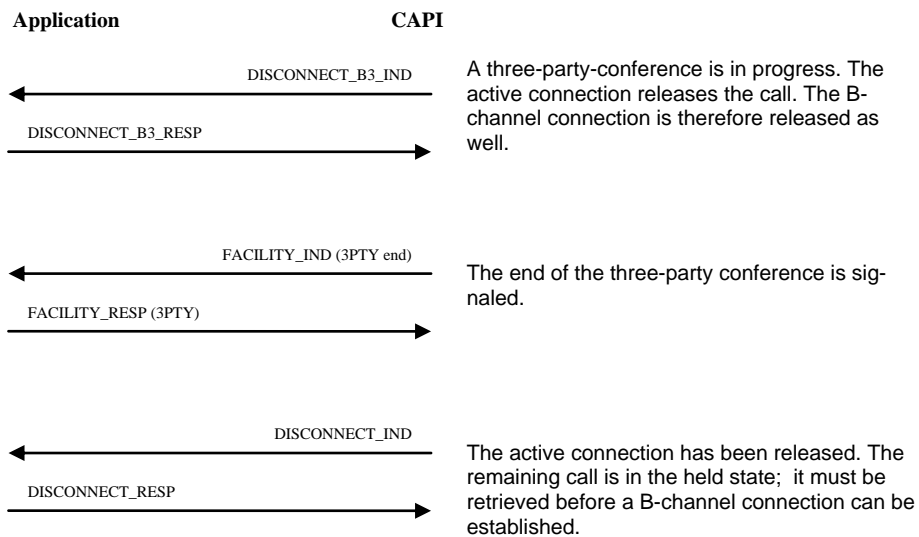 Application CAPI
DISCONNECT_B3_IND
DISCONNECT_B3_RESP
A three-party-conference is in progress. The
active connection releases the call. The B-
channel connection is therefore released as
well.
FACILITY_IND (3PTY end)
FACILITY_RESP (3PTY)
The end of the three-party conference is sig-
naled.
DISCONNECT_IND
DISCONNECT_RESP
The active connection has been released. The
remaining call is in the held state;  it must be
retrieved before a B-channel connection can be
established.